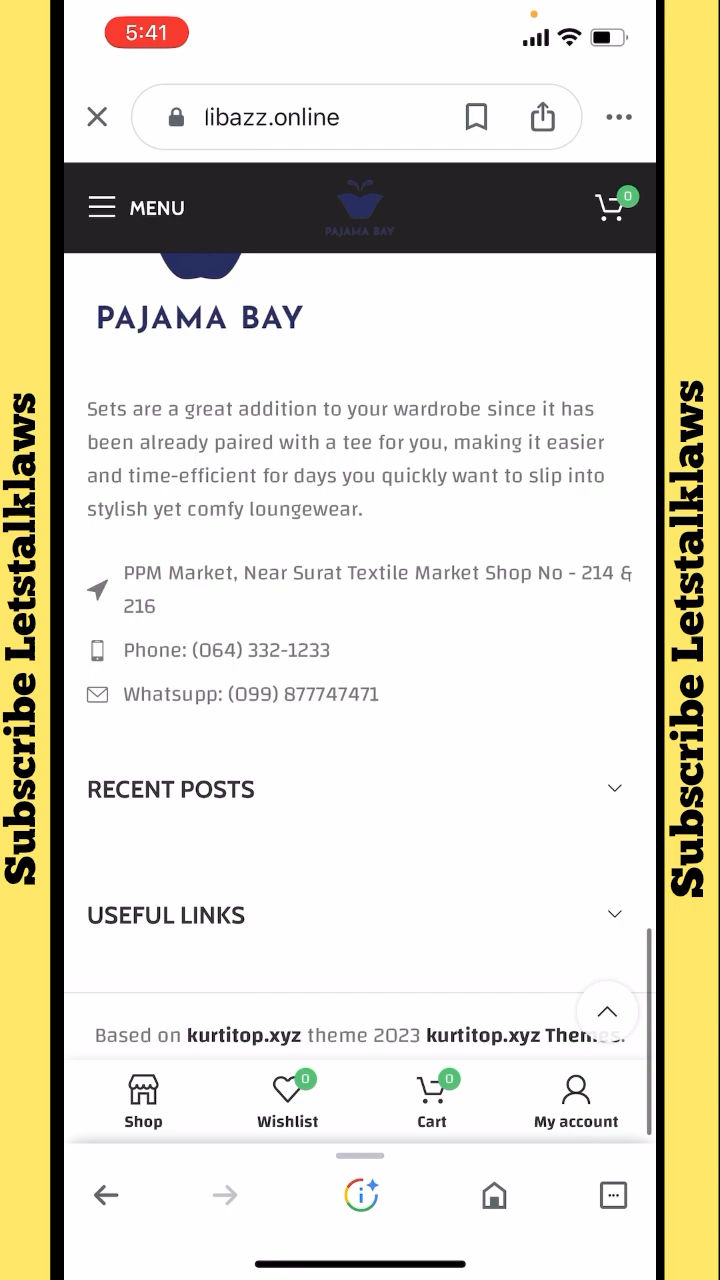 5:41
libazz.online
MENU
PAJAMA BAY
0
PAJAMA BAY
Sets are a great addition to your wardrobe since it has
been already paired with a tee for you, making it easier
and time-efficient for days you quickly want to slip into
stylish yet comfy loungewear.
PPM Market, Near Surat Textile Market Shop No - 214 &
216
Phone: (064) 332-1233
Whatsupp: (099) 877747471
RECENT POSTS
USEFUL LINKS
Based on kurtitop.xyz theme 2023 kurtitop.xyz Themes.
0
0
Shop
Wishlist
Cart
My account
Subscribe Letstalklaws
Subscribe Letstalklaws